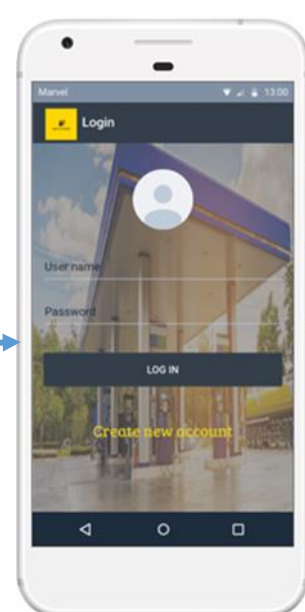 Marvel 13:00
Login
User name
Password
LOG IN
Create new account